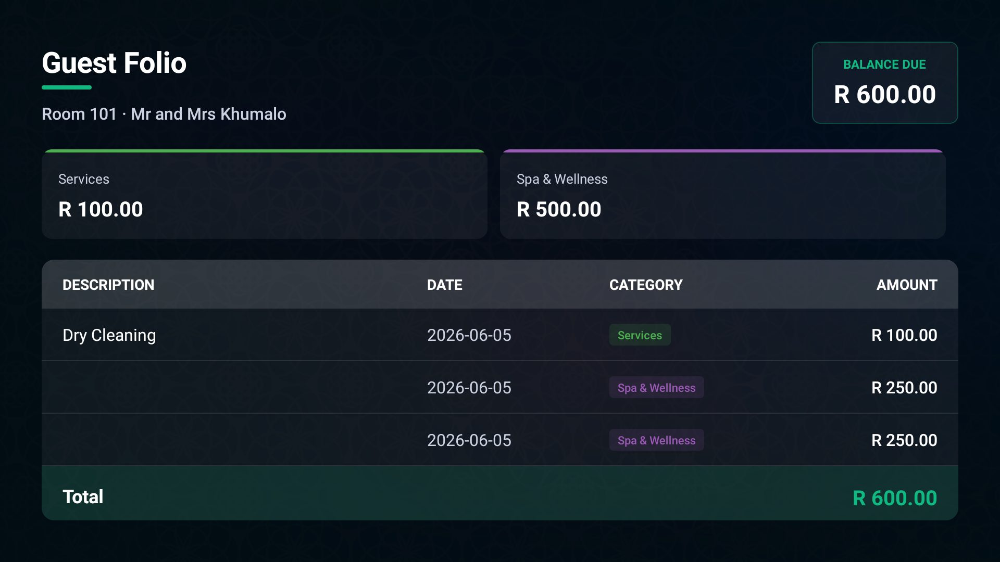 Guest Folio
Room 101 · Mr and Mrs Khumalo
BALANCE DUE
R 600.00
Services
R 100.00
Spa & Wellness
R 500.00
DESCRIPTION DATE CATEGORY AMOUNT
Dry Cleaning 2026-06-05 Services R 100.00
2026-06-05 Spa & Wellness R 250.00
2026-06-05 Spa & Wellness R 250.00
Total R 600.00